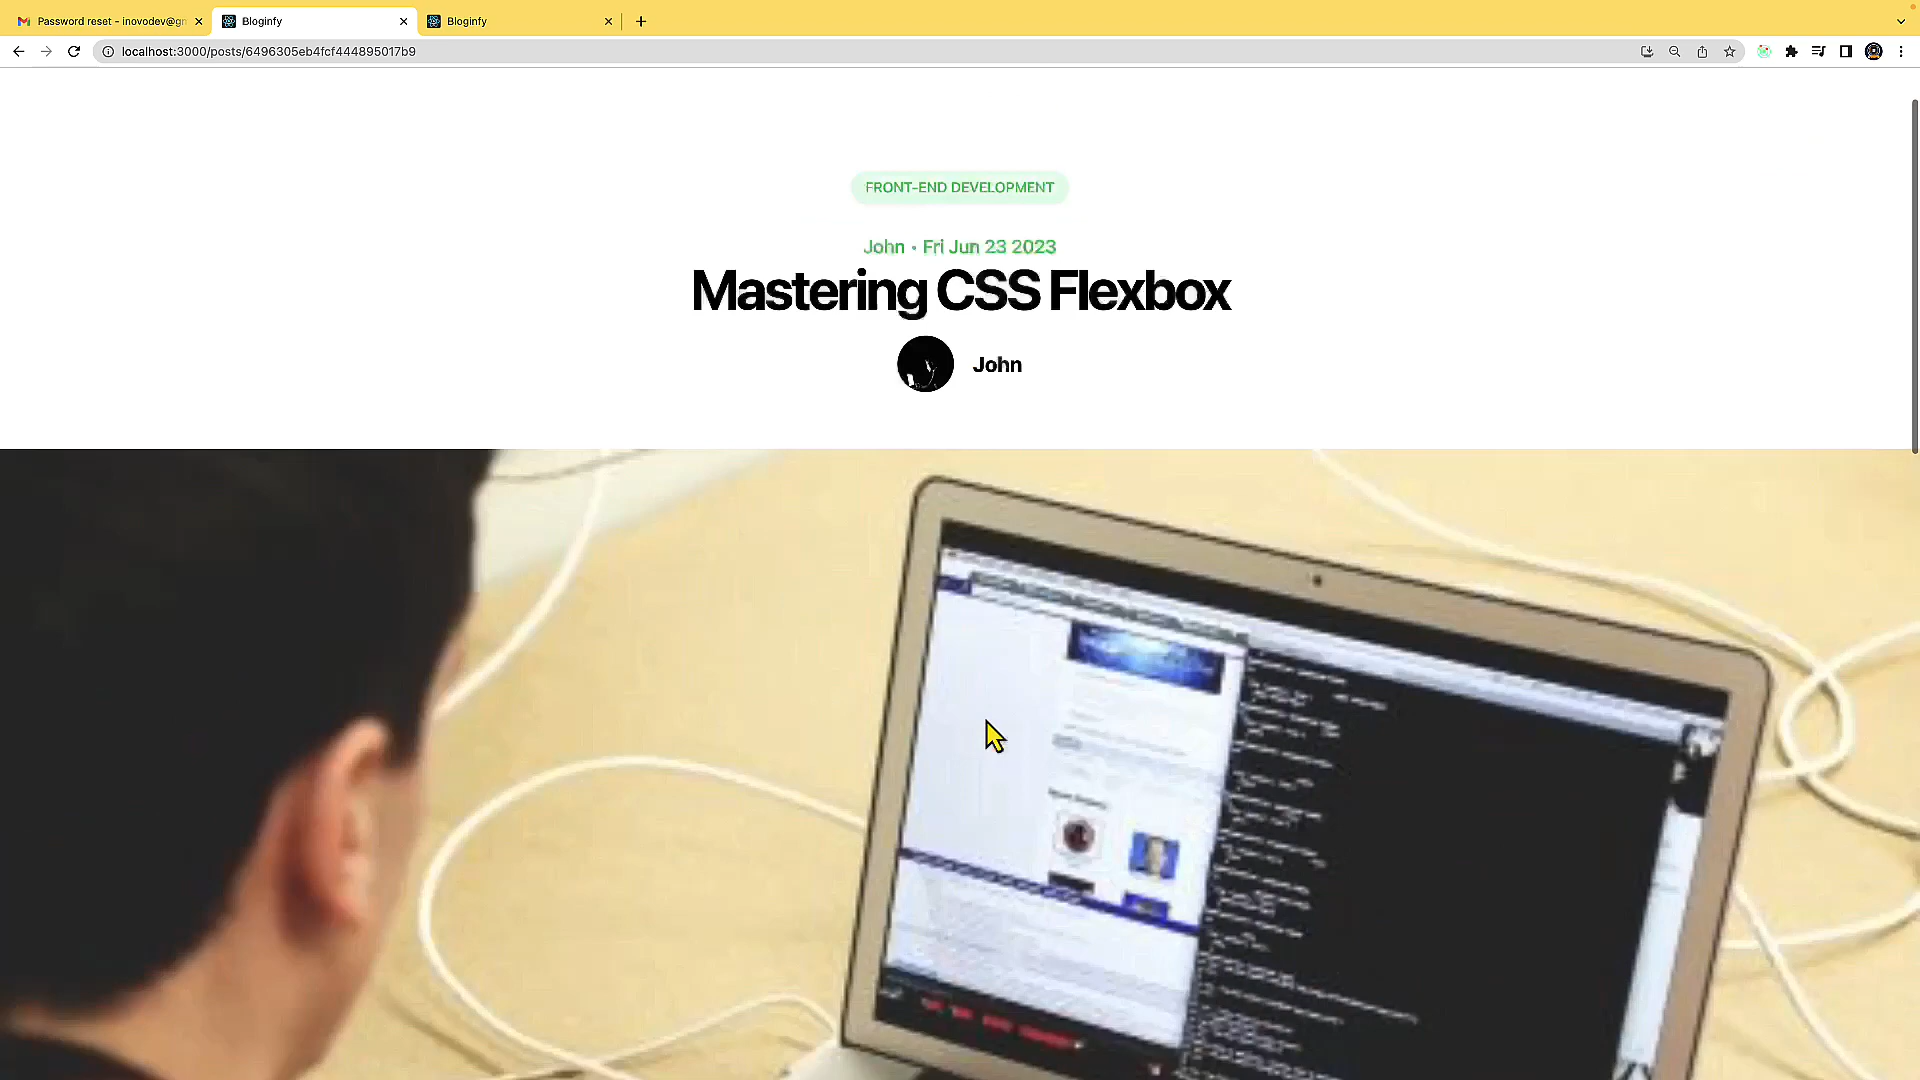 Password reset - inovodev@gm
Bloginfy
Bloginfy
localhost:3000/posts/6496305eb4fcf444895017b9
FRONT-END DEVELOPMENT
John • Fri Jun 23 2023
Mastering CSS Flexbox
John